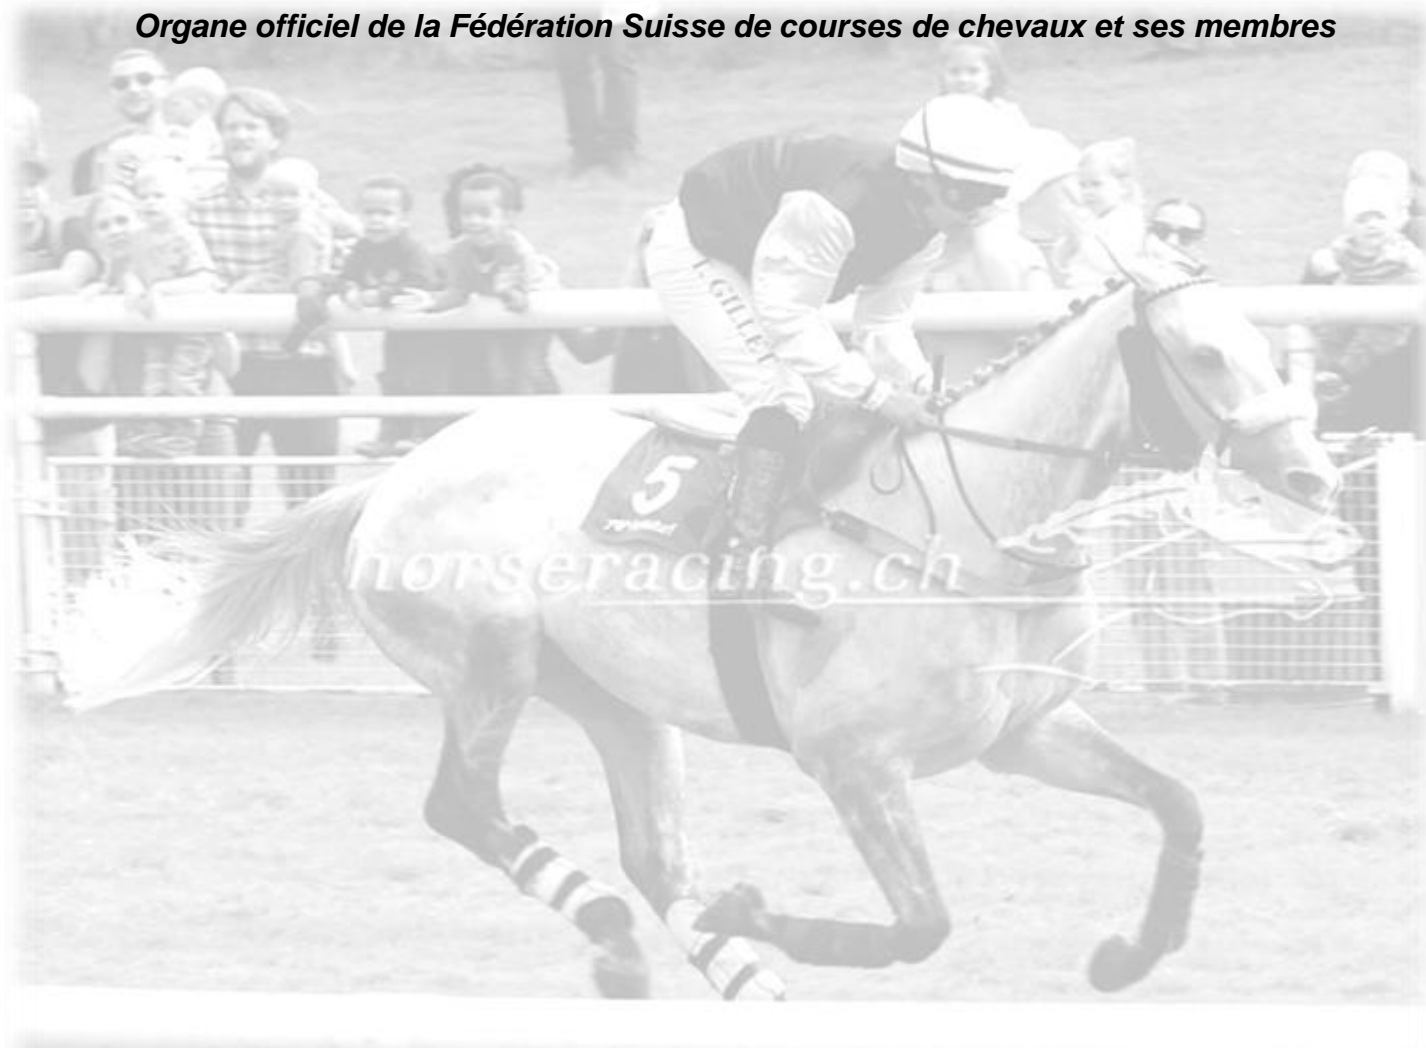 Organe officiel de la Fédération Suisse de courses de chevaux et ses membres
GILLET
5
horseracing.ch